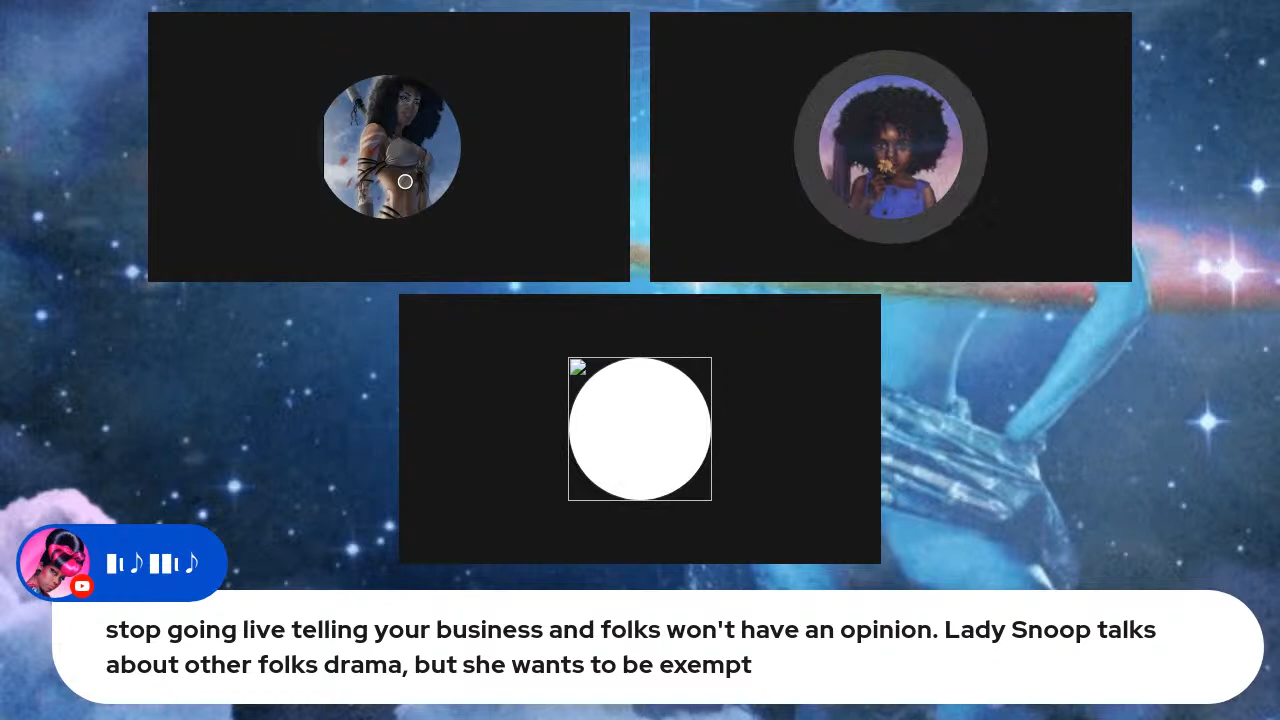 stop going live telling your business and folks won't have an opinion. Lady Snoop talks
about other folks drama, but she wants to be exempt